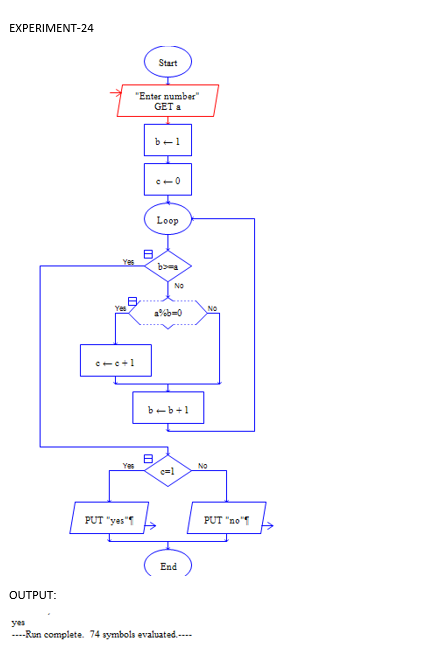 EXPERIMENT-24
Start
"Enter number"
GET a
b ← 1
c ← 0
Loop
Yes
b>=a
No
Yes
a%b=0
No
c ← c + 1
b ← b + 1
Yes
c=1
No
PUT "yes"¶
PUT "no"¶
End
OUTPUT:
yes
----Run complete. 74 symbols evaluated.----